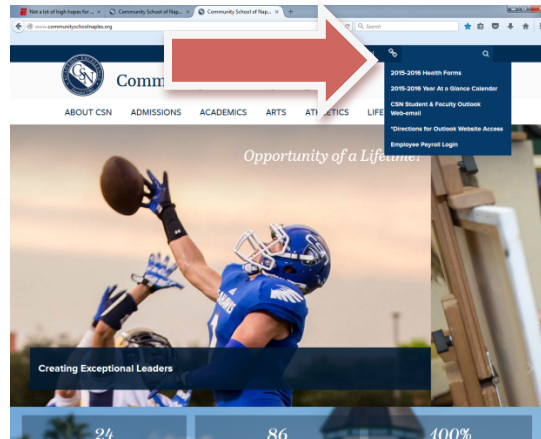 Not a lot of high hopes for ... ×
Community School of Nap... ×
Community School of Nap... ×
www.communityschoolnaples.org
Search
CSN
Comm
2015-2016 Health Forms
2015-2016 Year At a Glance Calendar
CSN Student & Faculty Outlook
Web-email
*Directions for Outlook Website Access
Employee Payroll Login
ABOUT CSN ADMISSIONS ACADEMICS ARTS ATHLETICS LIFE
Opportunity of a Lifetime!
Creating Exceptional Leaders
24 86 100%